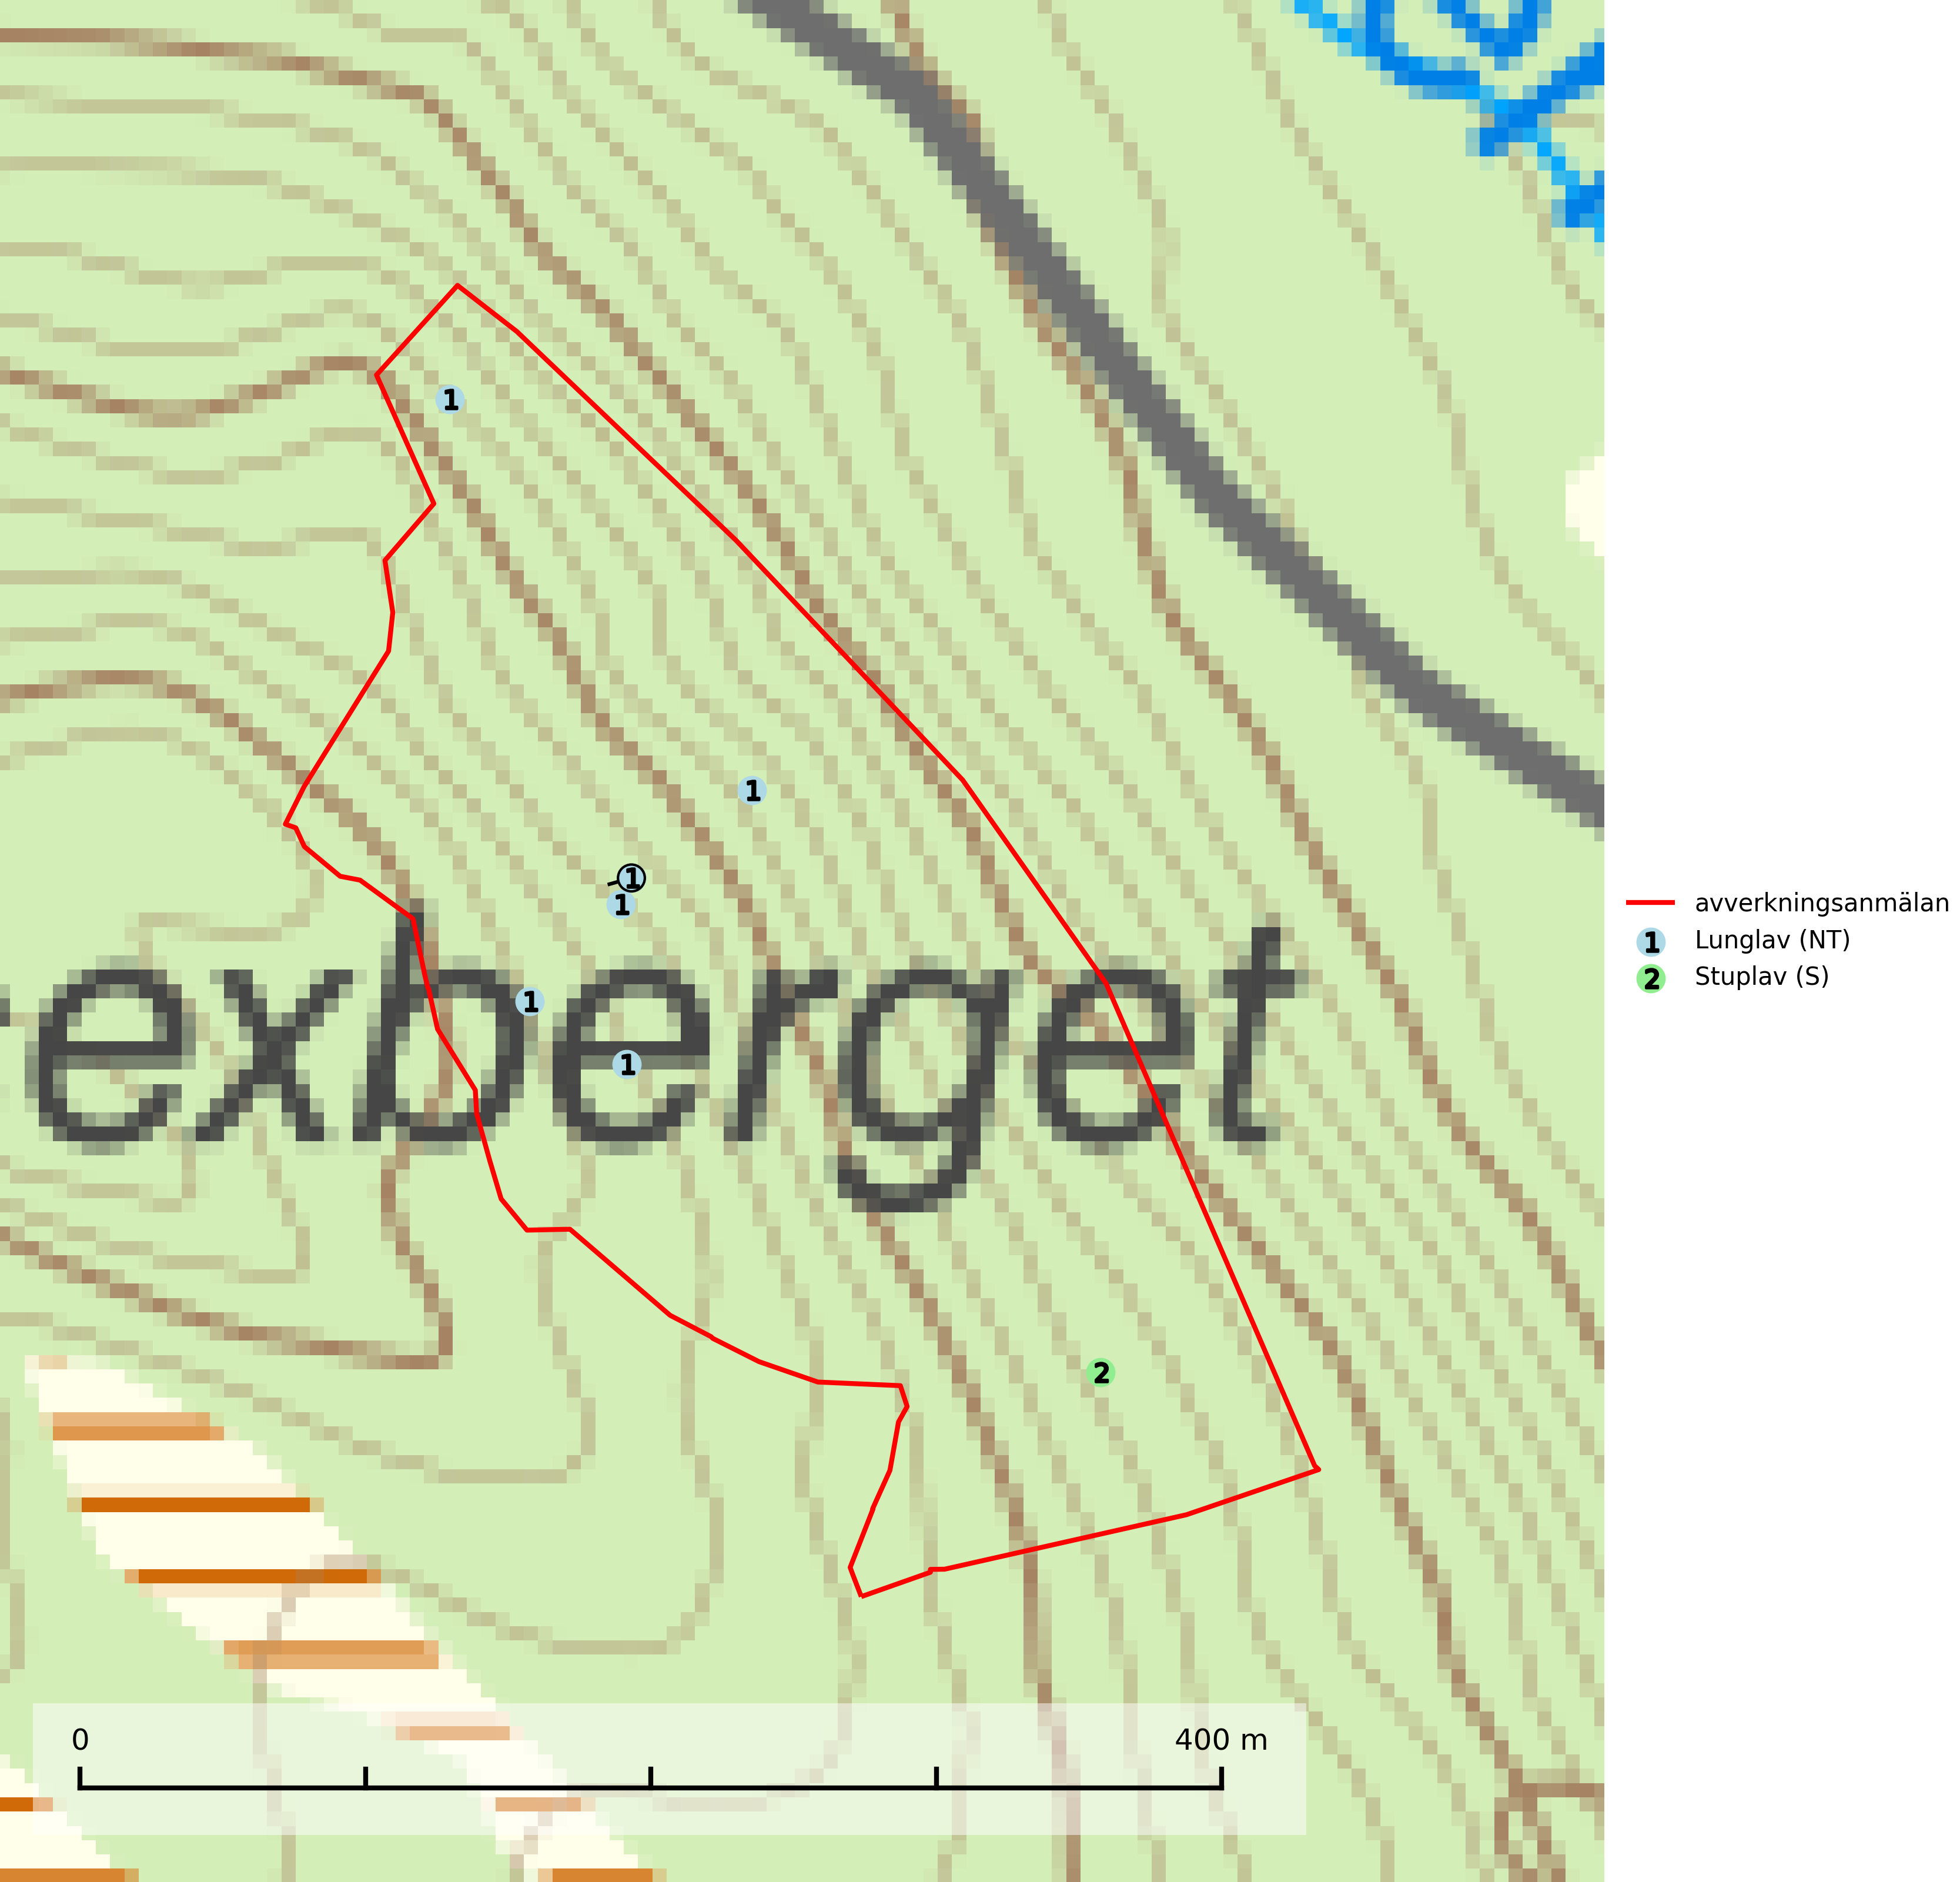 1
1
1
1
1
exberget
1
2
0 400 m
avverkningsanmälan
1 Lunglav (NT)
2 Stuplav (S)